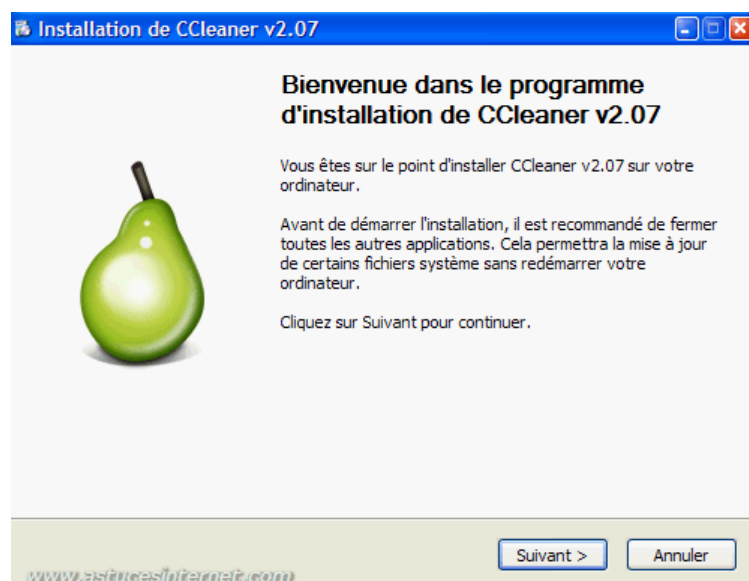 Installation de CCleaner v2.07
Bienvenue dans le programme
d'installation de CCleaner v2.07
Vous êtes sur le point d'installer CCleaner v2.07 sur votre
ordinateur.
Avant de démarrer l'installation, il est recommandé de fermer
toutes les autres applications. Cela permettra la mise à jour
de certains fichiers système sans redémarrer votre
ordinateur.
Cliquez sur Suivant pour continuer.
Suivant >
Annuler
www.astucesinternet.com